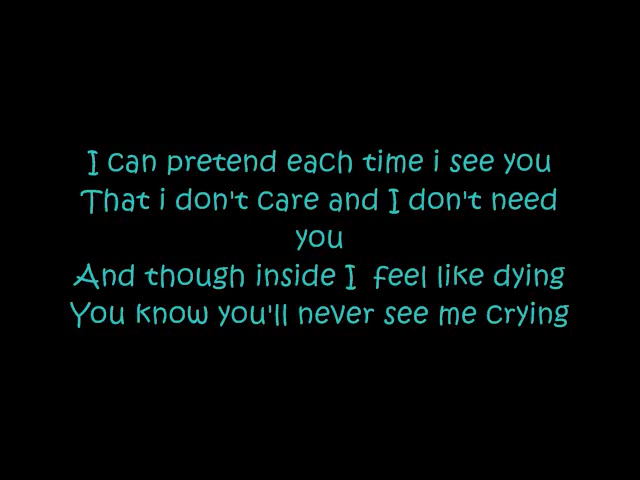 I can pretend each time i see you
That i don't care and I don't need
you
And though inside I  feel like dying
You know you'll never see me crying